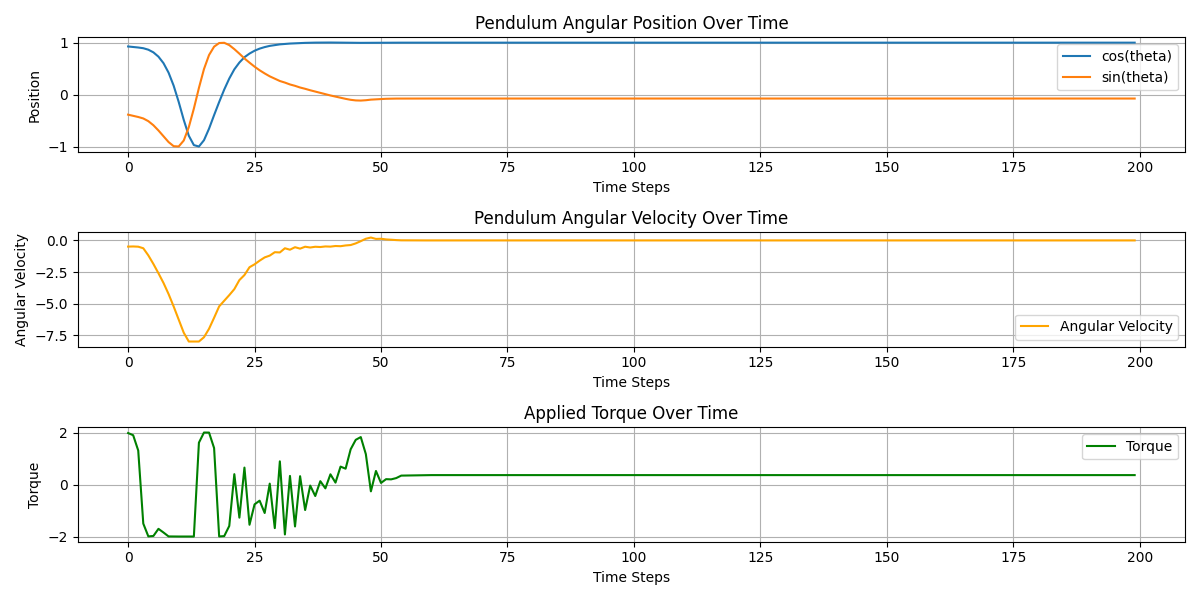 Pendulum Angular Position Over Time
1
0
−1
Position
cos(theta)
sin(theta)
0 25 50 75 100 125 150 175 200
Time Steps
Pendulum Angular Velocity Over Time
0.0
−2.5
−5.0
−7.5
Angular Velocity
Angular Velocity
0 25 50 75 100 125 150 175 200
Time Steps
Applied Torque Over Time
2
0
−2
Torque
Torque
0 25 50 75 100 125 150 175 200
Time Steps